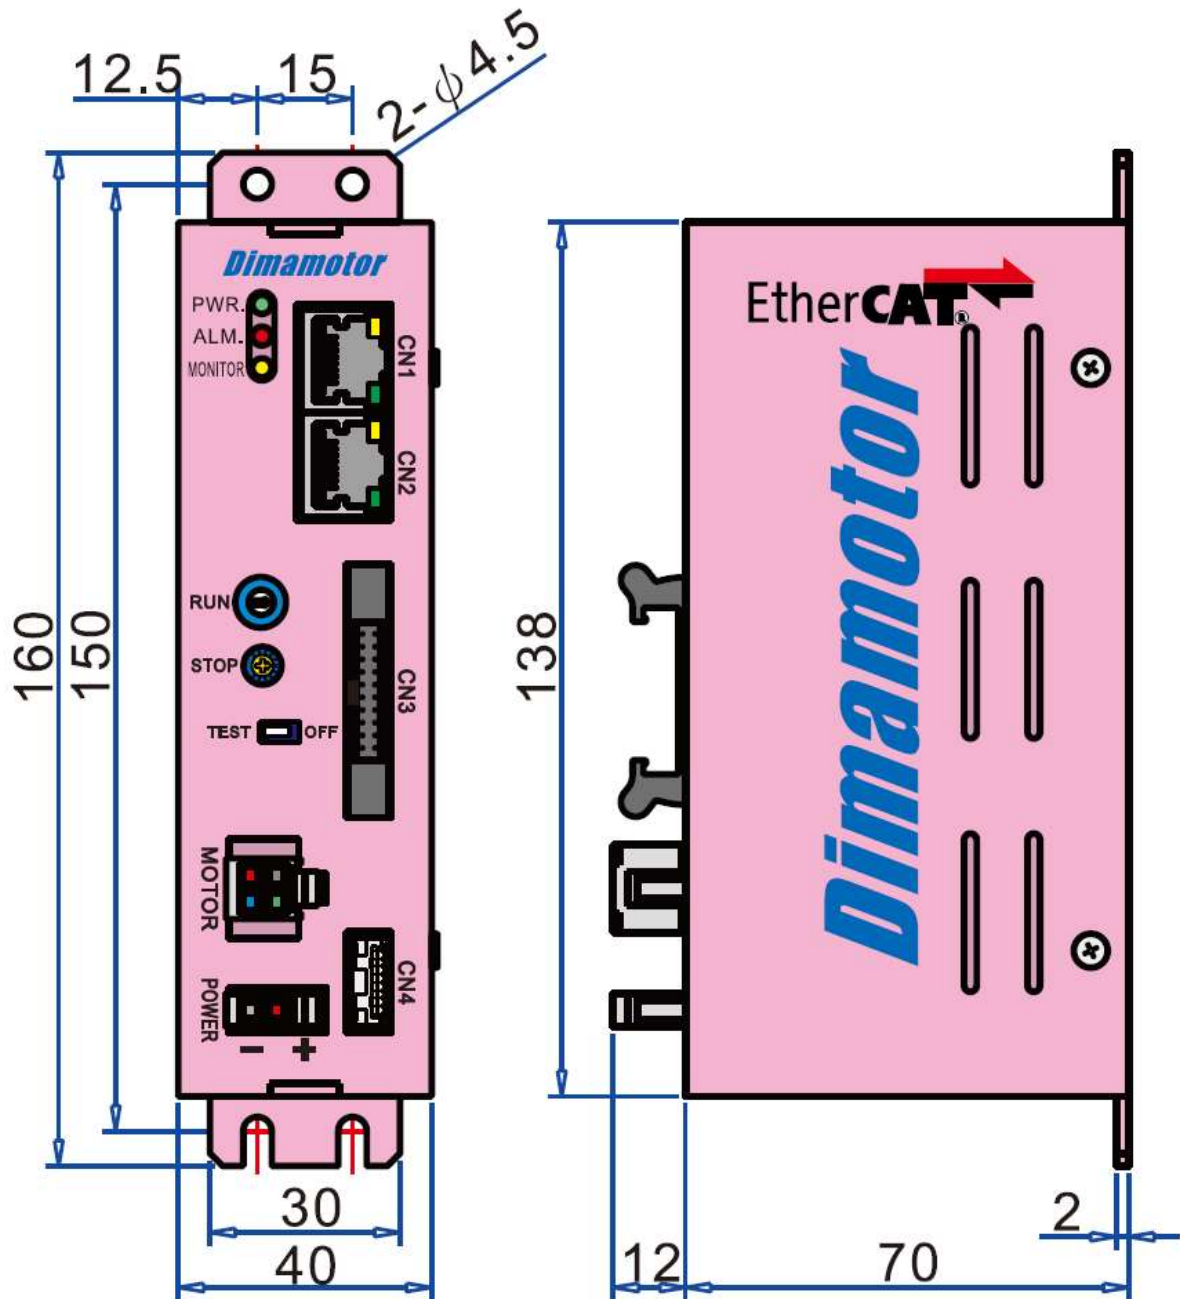 12.5
15
2-φ4.5
160
150
Dimamotor
PWR.
ALM.
MONITOR
CN1
CN2
RUN
STOP
TEST
OFF
CN3
MOTOR
CN4
POWER
- +
30
40
EtherCAT®
Dimamotor
138
2
12
70